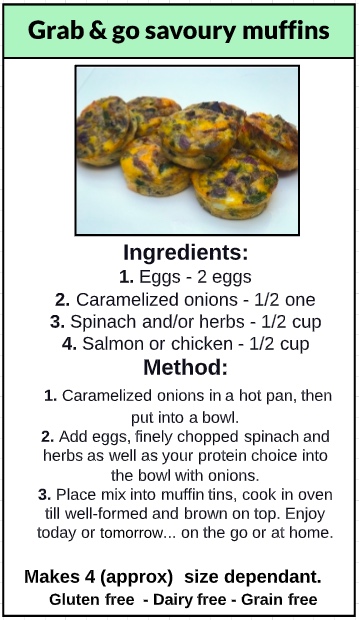 Grab & go savoury muffins
Ingredients:
1. Eggs - 2 eggs
2. Caramelized onions - 1/2 one
3. Spinach and/or herbs - 1/2 cup
4. Salmon or chicken - 1/2 cup
Method:
1. Caramelized onions in a hot pan, then
put into a bowl.
2. Add eggs, finely chopped spinach and
herbs as well as your protein choice into
the bowl with onions.
3. Place mix into muffin tins, cook in oven
till well-formed and brown on top. Enjoy
today or tomorrow... on the go or at home.
Makes 4 (approx)  size dependant.
Gluten free  - Dairy free - Grain free